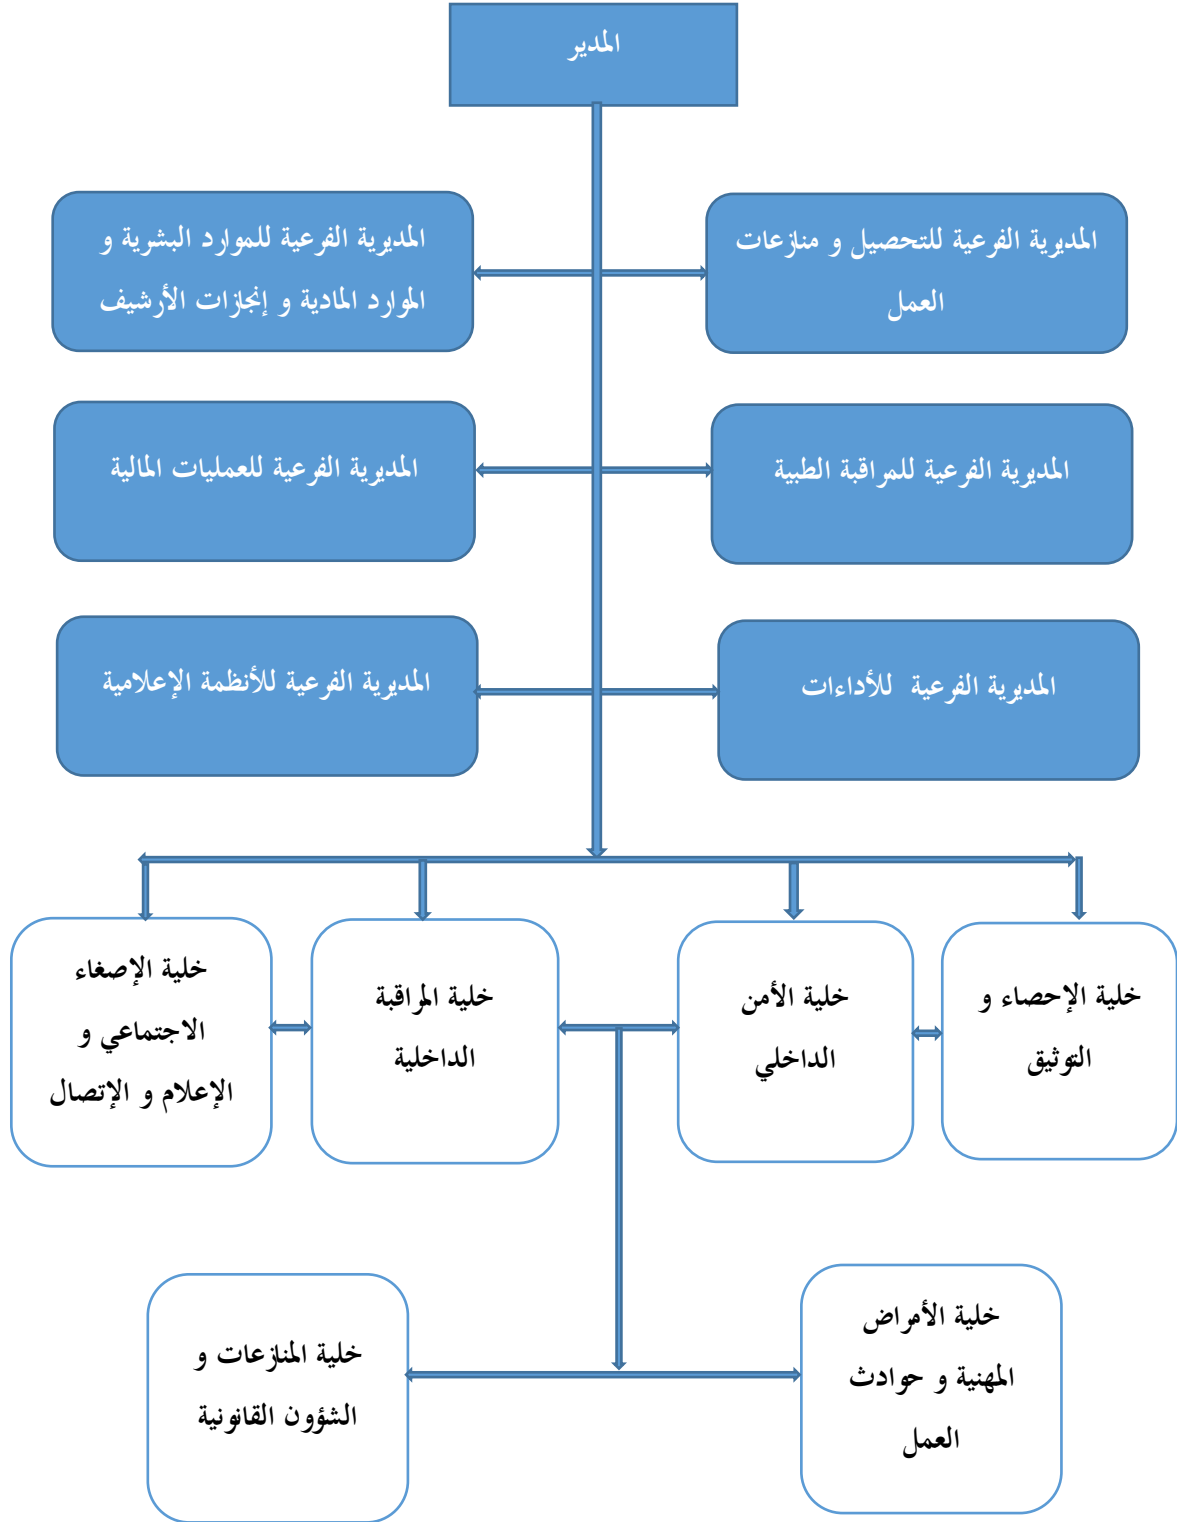 المدير
المديرية الفرعية للتحصيل و منازعات
العمل
المديرية الفرعية للموارد البشرية و
الموارد المادية و إنجازات الأرشيف
المديرية الفرعية للمراقبة الطبية
المديرية الفرعية للعمليات المالية
المديرية الفرعية للأداءات
المديرية الفرعية للأنظمة الإعلامية
خلية الإحصاء و
التوثيق
خلية الأمن
الداخلي
خلية المراقبة
الداخلية
خلية الإصغاء
الاجتماعي و
الإعلام و الإتصال
خلية الأمراض
المهنية و حوادث
العمل
خلية المنازعات و
الشؤون القانونية